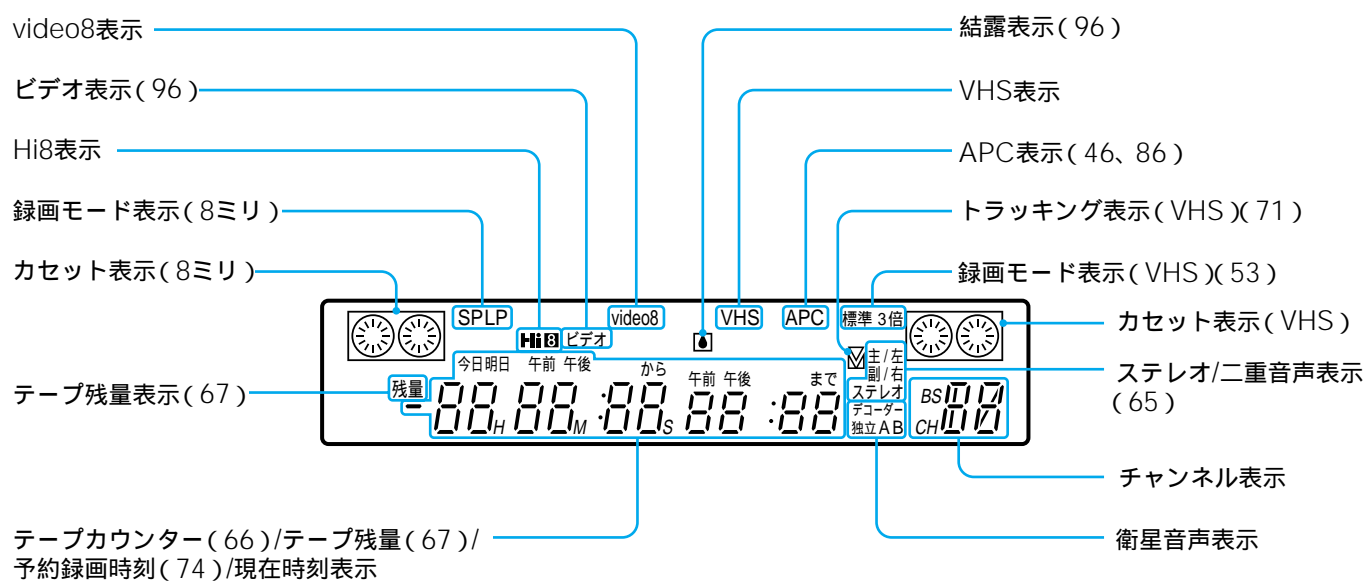 video8表示
ビデオ表示(96)
Hi8表示
録画モード表示(8ミリ)
カセット表示(8ミリ)
テープ残量表示(67)
テープカウンター(66)/テープ残量(67)/
予約録画時刻(74)/現在時刻表示
結露表示(96)
VHS表示
APC表示(46、86)
トラッキング表示(VHS)(71)
録画モード表示(VHS)(53)
カセット表示(VHS)
ステレオ/二重音声表示
(65)
チャンネル表示
衛星音声表示
SPLP video8 VHS APC 標準 3倍
Hi8 ビデオ
今日明日 午前 午後 から 午前 午後 まで
主/左
副/右
ステレオ
残量
-88H 88M :88S 88 :88
デコーダー
独立 A B
BS
CH 88